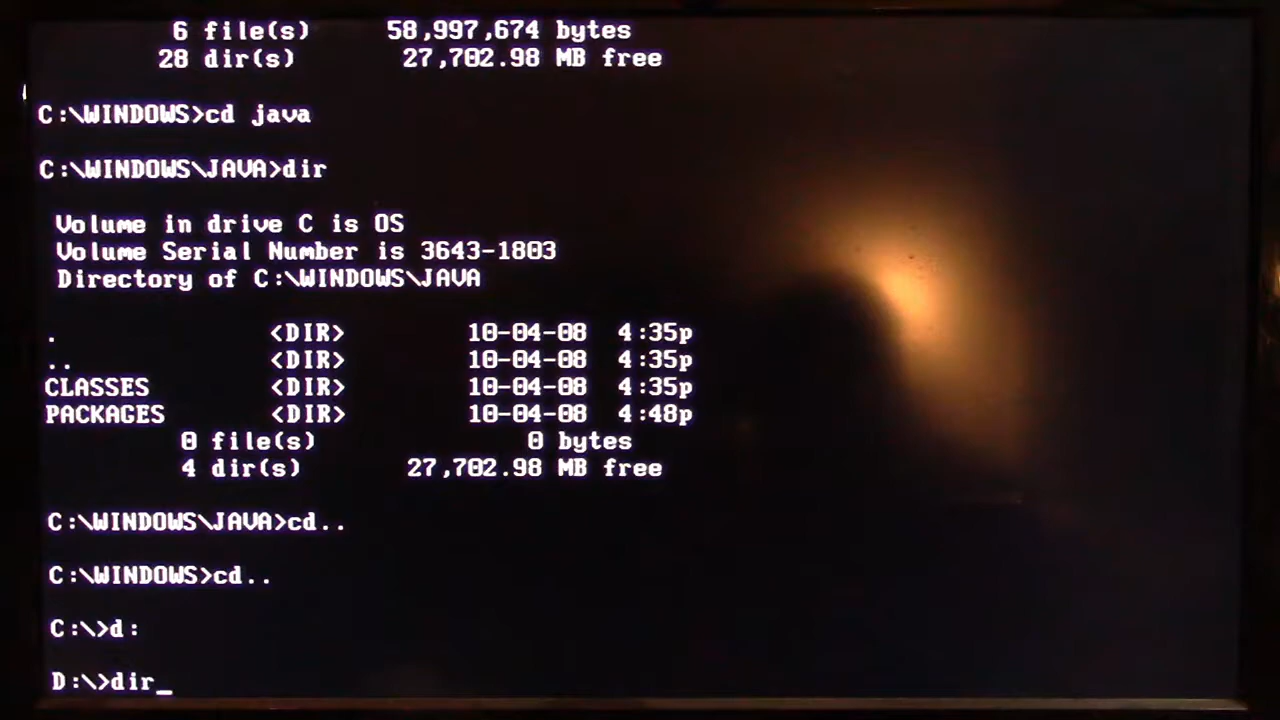 6 file(s) 58,997,674 bytes
28 dir(s) 27,702.98 MB free
C:\WINDOWS>cd java
C:\WINDOWS\JAVA>dir
Volume in drive C is OS
Volume Serial Number is 3643-1803
Directory of C:\WINDOWS\JAVA
. <DIR> 10-04-08 4:35p
.. <DIR> 10-04-08 4:35p
CLASSES <DIR> 10-04-08 4:35p
PACKAGES <DIR> 10-04-08 4:48p
0 file(s) 0 bytes
4 dir(s) 27,702.98 MB free
C:\WINDOWS\JAVA>cd..
C:\WINDOWS>cd..
C:\>d:
D:\>dir_